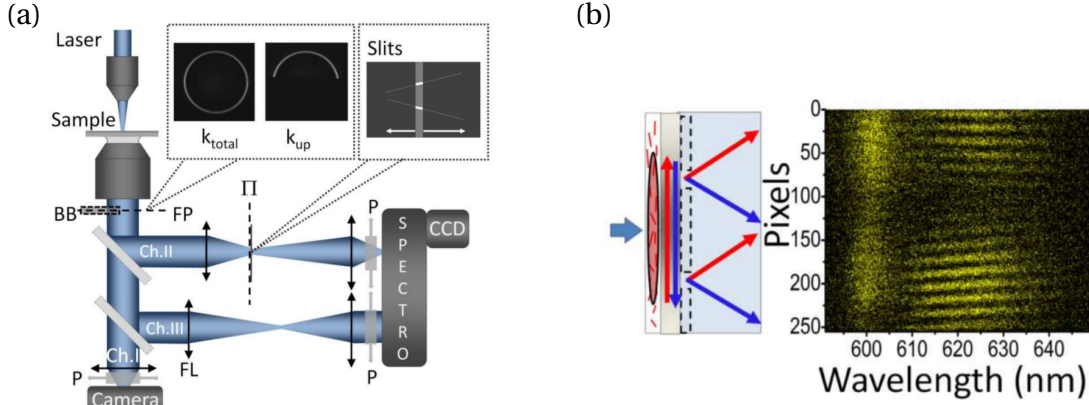 (a)
Laser
Sample
k_total
k_up
Slits
BB
FP
Π
P
Ch.II
CCD
SPECTRO
Ch.III
Ch.I
FL
P
P
Camera
(b)
Pixels
0
50
100
150
200
250
600 610 620 630 640
Wavelength (nm)